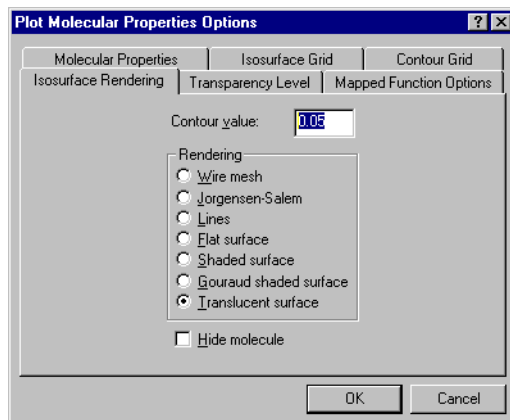 Plot Molecular Properties Options
Molecular Properties
Isosurface Grid
Contour Grid
Isosurface Rendering
Transparency Level
Mapped Function Options
Contour value: 0.05
Rendering
Wire mesh
Jorgensen-Salem
Lines
Flat surface
Shaded surface
Gouraud shaded surface
Translucent surface
Hide molecule
OK
Cancel